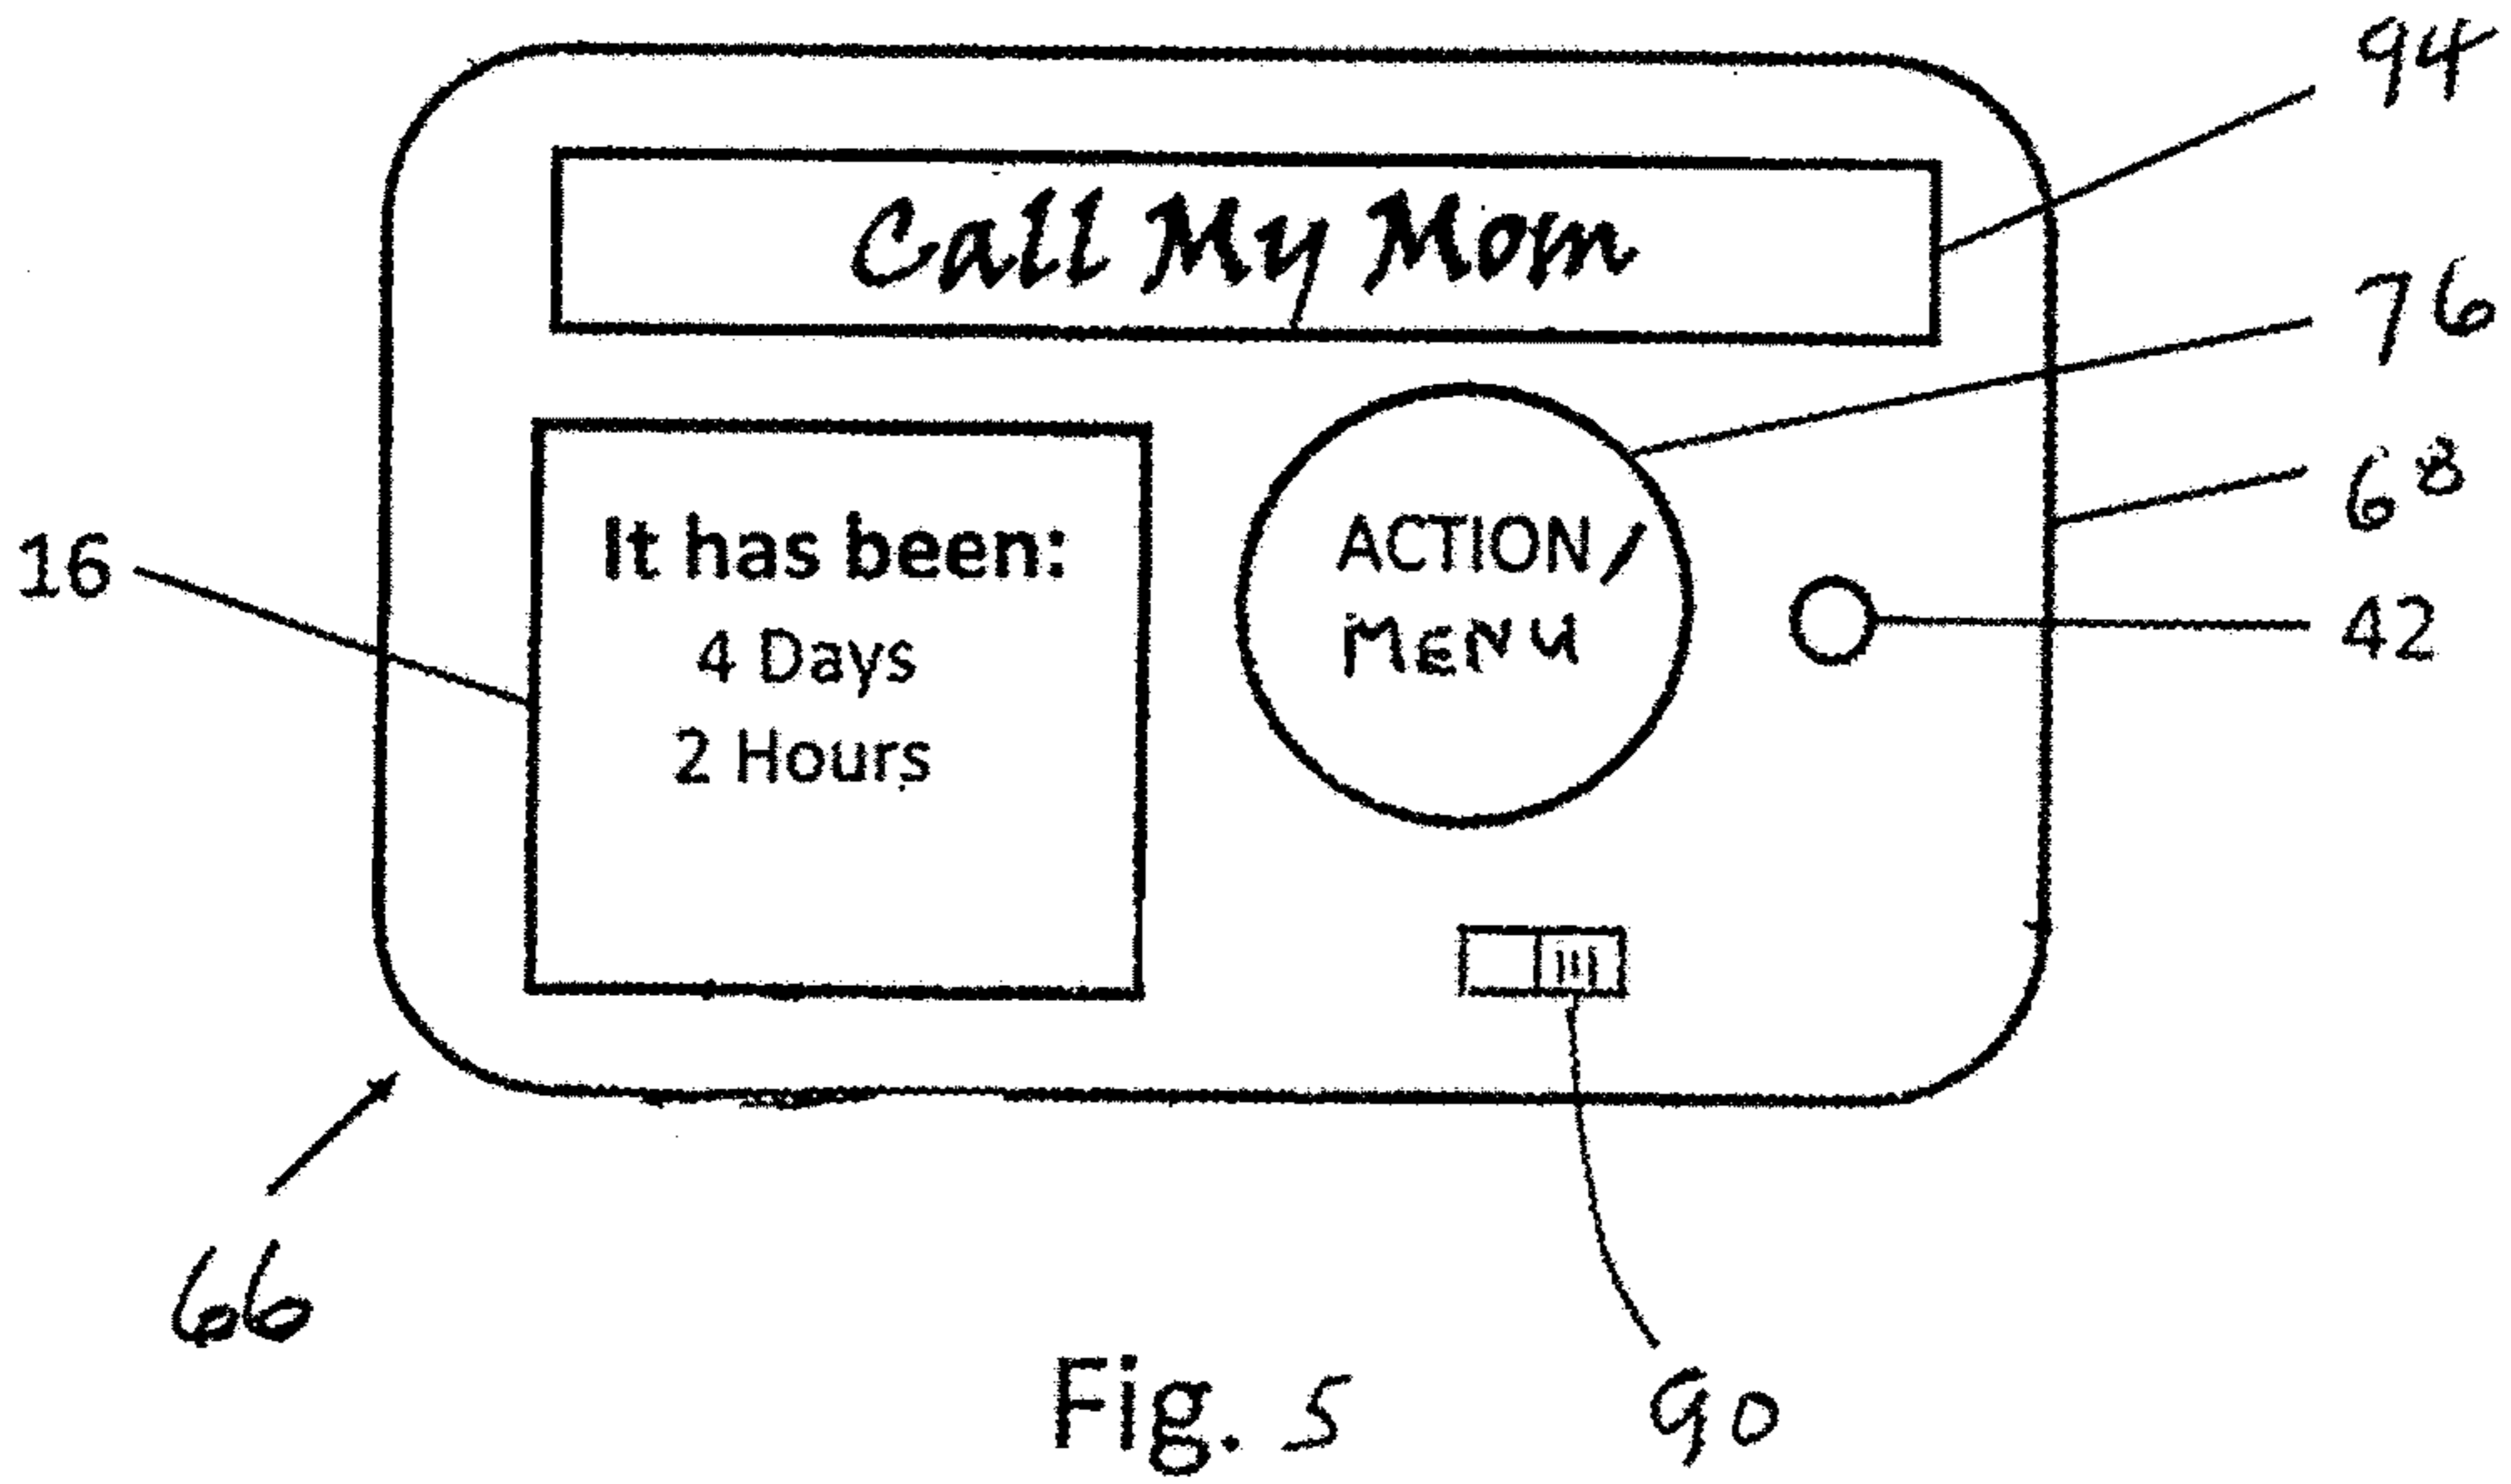 94
Call My Mom
76
68
16
It has been:
4 Days
2 Hours
ACTION/
MENU
42
66
90
Fig. 5